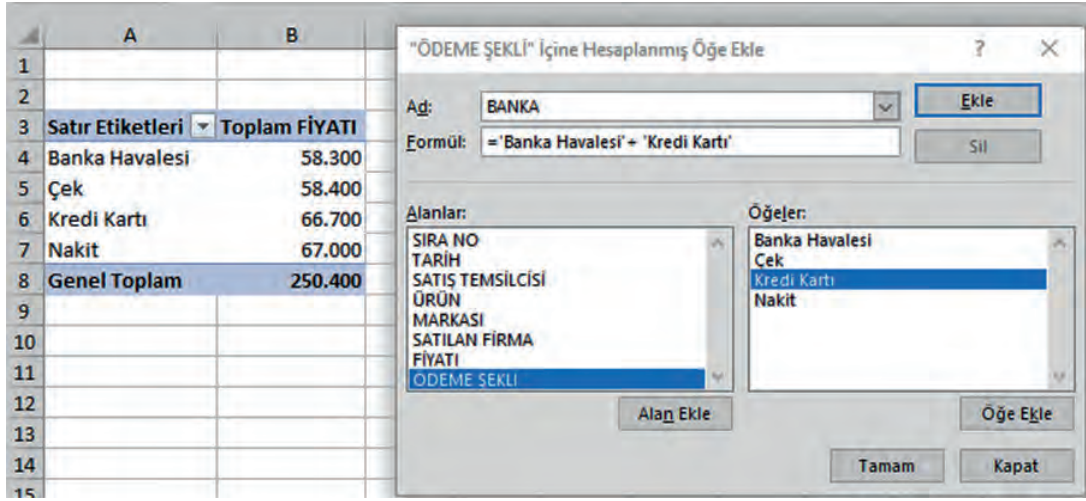 A B
1
2
3 Satır Etiketleri Toplam FİYATI
4 Banka Havalesi 58.300
5 Çek 58.400
6 Kredi Kartı 66.700
7 Nakit 67.000
8 Genel Toplam 250.400
9
10
11
12
13
14
15
"ÖDEME ŞEKLİ" İçine Hesaplanmış Öğe Ekle ? ×
Ad: BANKA Ekle
Formül: ='Banka Havalesi'+ 'Kredi Kartı' Sil
Alanlar:
SIRA NO
TARİH
SATIŞ TEMSİLCİSİ
ÜRÜN
MARKASI
SATILAN FİRMA
FİYATI
ÖDEME ŞEKLİ
Alan Ekle
Öğeler:
Banka Havalesi
Çek
Kredi Kartı
Nakit
Öğe Ekle
Tamam Kapat